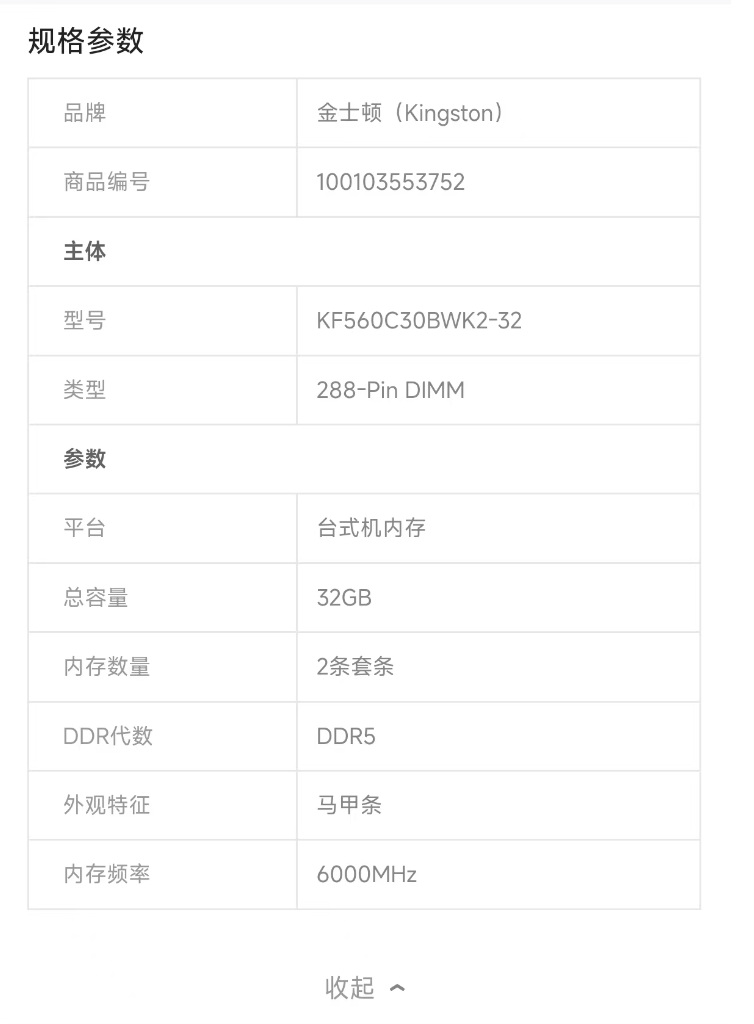 规格参数
品牌 金士顿（Kingston）
商品编号 100103553752
主体
型号 KF560C30BWK2-32
类型 288-Pin DIMM
参数
平台 台式机内存
总容量 32GB
内存数量 2条套条
DDR代数 DDR5
外观特征 马甲条
内存频率 6000MHz
收起